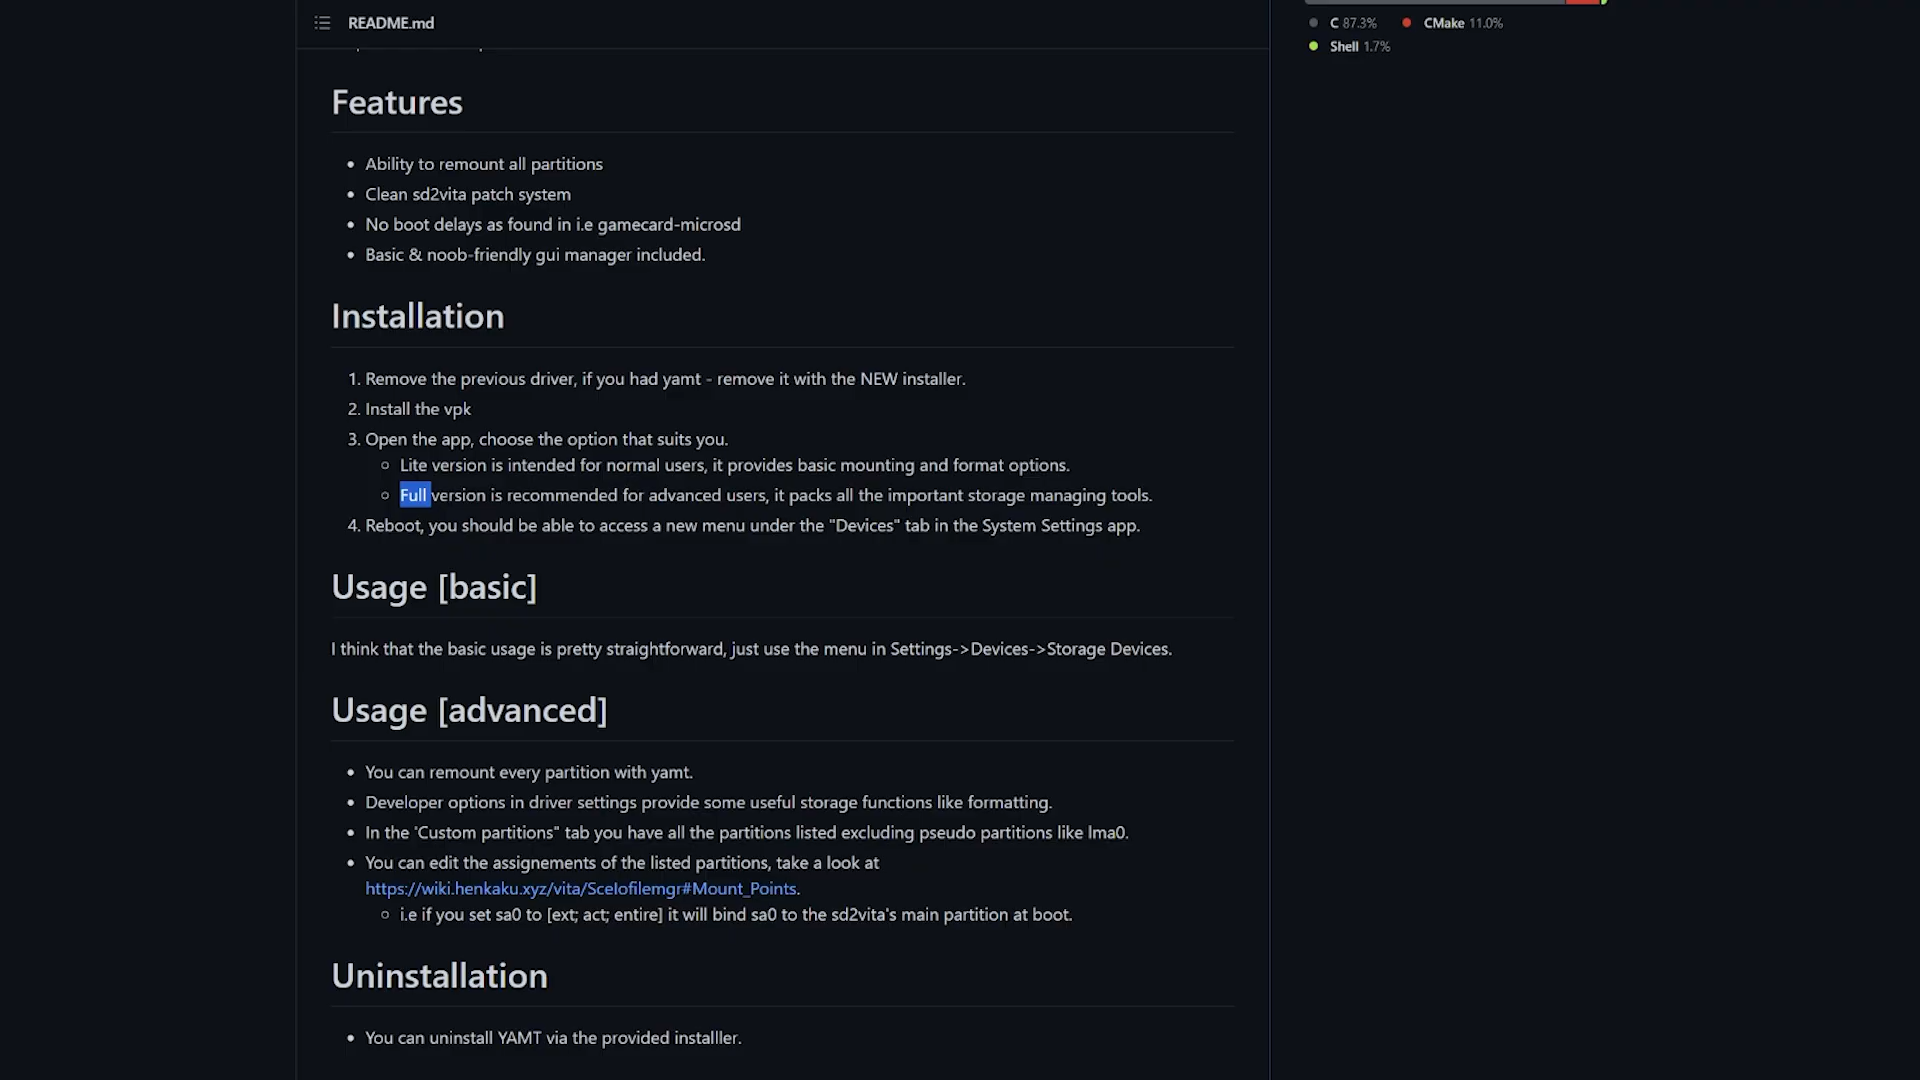 README.md
C 87.3%
CMake 11.0%
Shell 1.7%
Features
Ability to remount all partitions
Clean sd2vita patch system
No boot delays as found in i.e gamecard-microsd
Basic & noob-friendly gui manager included.
Installation
1. Remove the previous driver, if you had yamt - remove it with the NEW installer.
2. Install the vpk
3. Open the app, choose the option that suits you.
Lite version is intended for normal users, it provides basic mounting and format options.
Full version is recommended for advanced users, it packs all the important storage managing tools.
4. Reboot, you should be able to access a new menu under the "Devices" tab in the System Settings app.
Usage [basic]
I think that the basic usage is pretty straightforward, just use the menu in Settings->Devices->Storage Devices.
Usage [advanced]
You can remount every partition with yamt.
Developer options in driver settings provide some useful storage functions like formatting.
In the 'Custom partitions" tab you have all the partitions listed excluding pseudo partitions like lma0.
You can edit the assignements of the listed partitions, take a look at
https://wiki.henkaku.xyz/vita/SceIofilemgr#Mount_Points.
i.e if you set sa0 to [ext; act; entire] it will bind sa0 to the sd2vita's main partition at boot.
Uninstallation
You can uninstall YAMT via the provided installler.